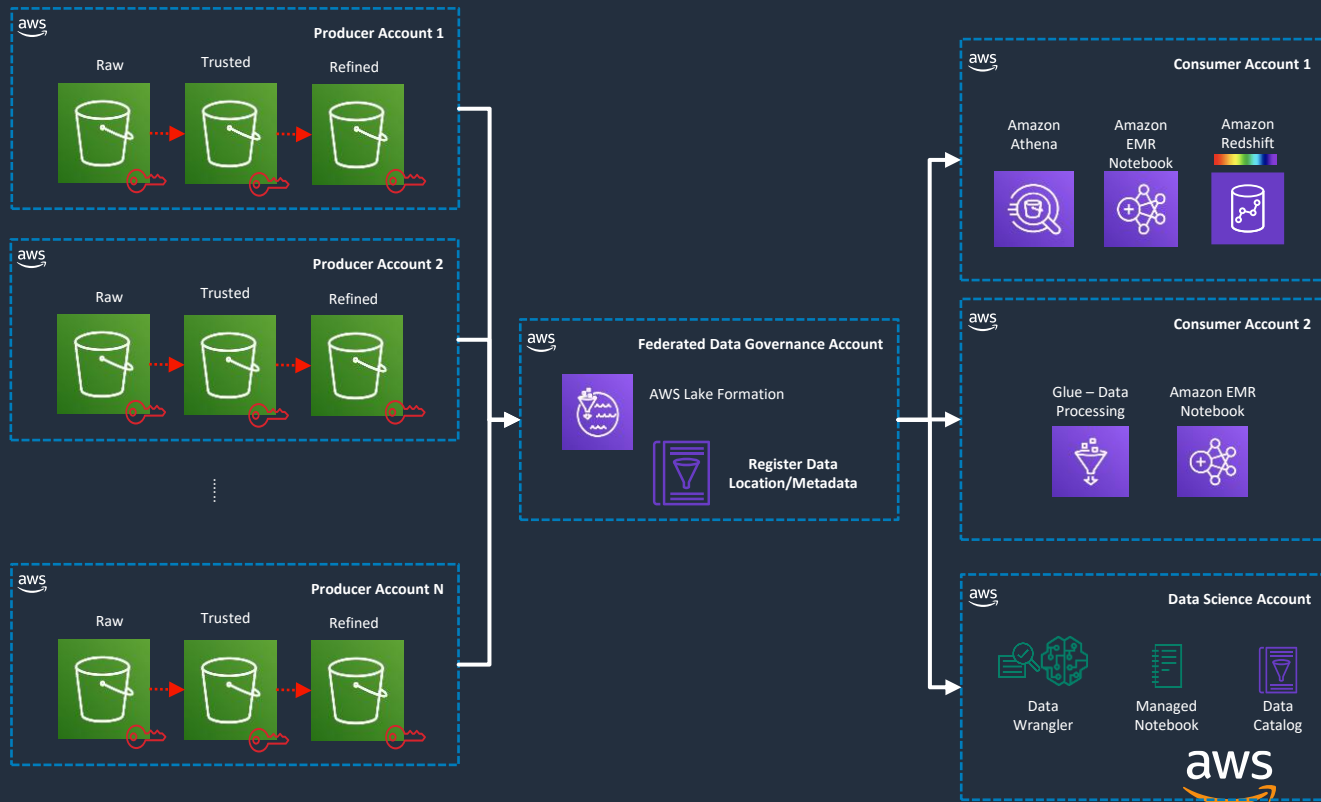 aws
Producer Account 1
Raw
Trusted
Refined
aws
Producer Account 2
Raw
Trusted
Refined
aws
Producer Account N
Raw
Trusted
Refined
aws
Federated Data Governance Account
AWS Lake Formation
Register Data
Location/Metadata
aws
Consumer Account 1
Amazon
Athena
Amazon
EMR
Notebook
Amazon
Redshift
aws
Consumer Account 2
Glue – Data
Processing
Amazon EMR
Notebook
aws
Data Science Account
Data
Wrangler
Managed
Notebook
Data
Catalog
aws